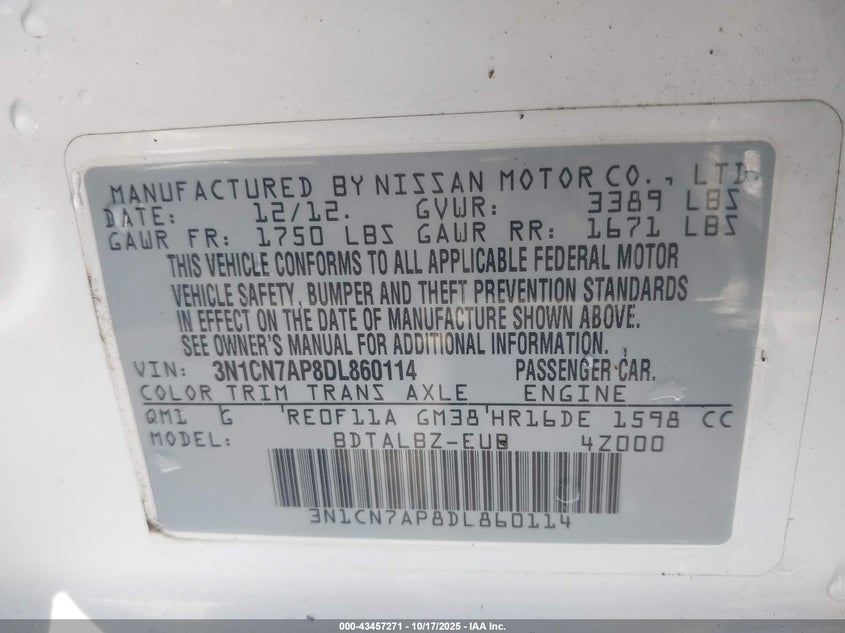 MANUFACTURED BY NISSAN MOTOR CO., LTD.
DATE: 12/12. GVWR: 3389 LBS
GAWR FR: 1750 LBS GAWR RR: 1671 LBS
THIS VEHICLE CONFORMS TO ALL APPLICABLE FEDERAL MOTOR
VEHICLE SAFETY, BUMPER AND THEFT PREVENTION STANDARDS
IN EFFECT ON THE DATE OF MANUFACTURE SHOWN ABOVE.
SEE OWNER'S MANUAL FOR ADDITIONAL INFORMATION.
VIN: 3N1CN7AP8DL860114 PASSENGER CAR.
COLOR TRIM TRANS AXLE ENGINE
QM1 G RE0F11A GM38 HR16DE 1598 CC
MODEL: BDTALBZ-EUB 4Z000
3N1CN7AP8DL860114
000-43457271 | 10/17/2025 - IAA Inc.